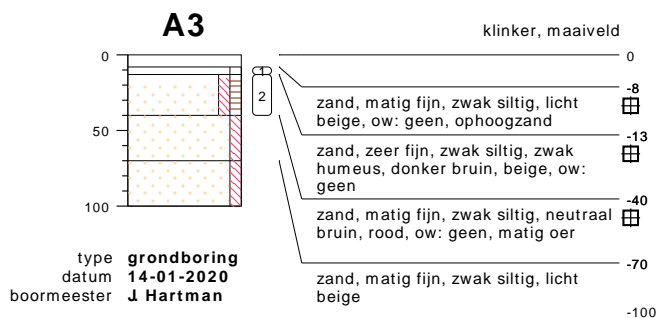 A3
klinker, maaiveld
0
0
-8
1
2
zand, matig fijn, zwak siltig, licht
beige, ow: geen, ophoogzand
-13
50
zand, zeer fijn, zwak siltig, zwak
humeus, donker bruin, beige, ow:
geen
-40
100
zand, matig fijn, zwak siltig, neutraal
bruin, rood, ow: geen, matig oer
-70
type grondboring
datum 14-01-2020
boormeester J. Hartman
zand, matig fijn, zwak siltig, licht
beige
-100